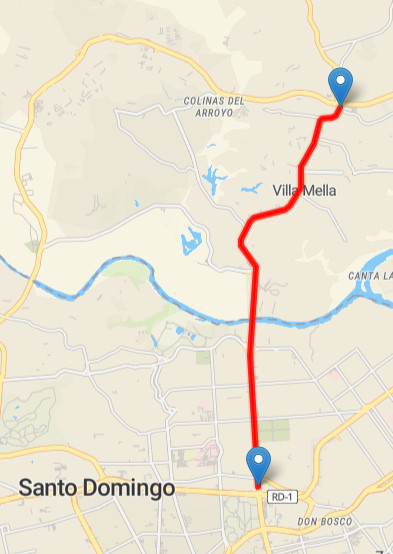 COLINAS DEL
ARROYO
Villa Mella
CANTA LA
Santo Domingo
RD-1
DON BOSCO